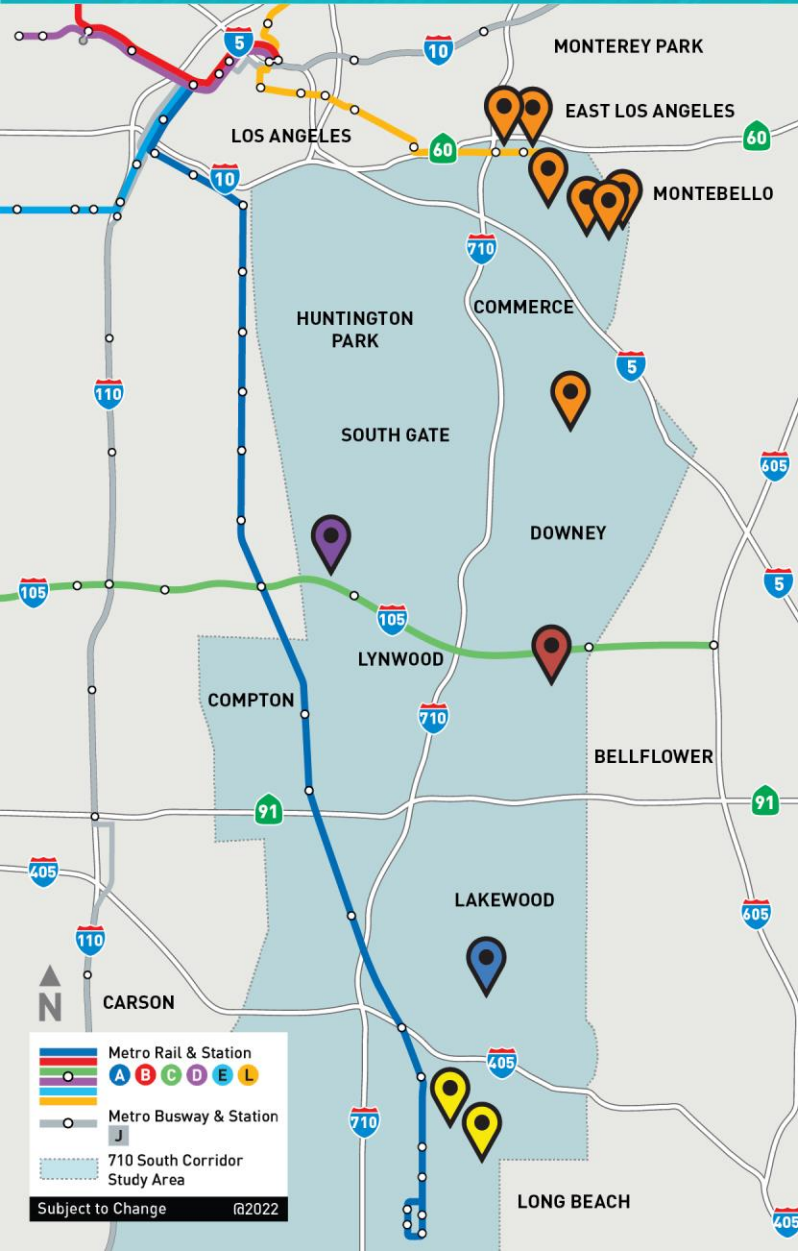 5
10
MONTEREY PARK
EAST LOS ANGELES
LOS ANGELES
60
60
10
MONTEBELLO
710
COMMERCE
HUNTINGTON
PARK
5
110
SOUTH GATE
605
DOWNEY
5
105
105
LYNWOOD
COMPTON
710
BELLFLOWER
91
91
405
LAKEWOOD
605
110
N
CARSON
405
710
LONG BEACH
405
Metro Rail & Station
A B C D E L
Metro Busway & Station
J
710 South Corridor
Study Area
Subject to Change @2022